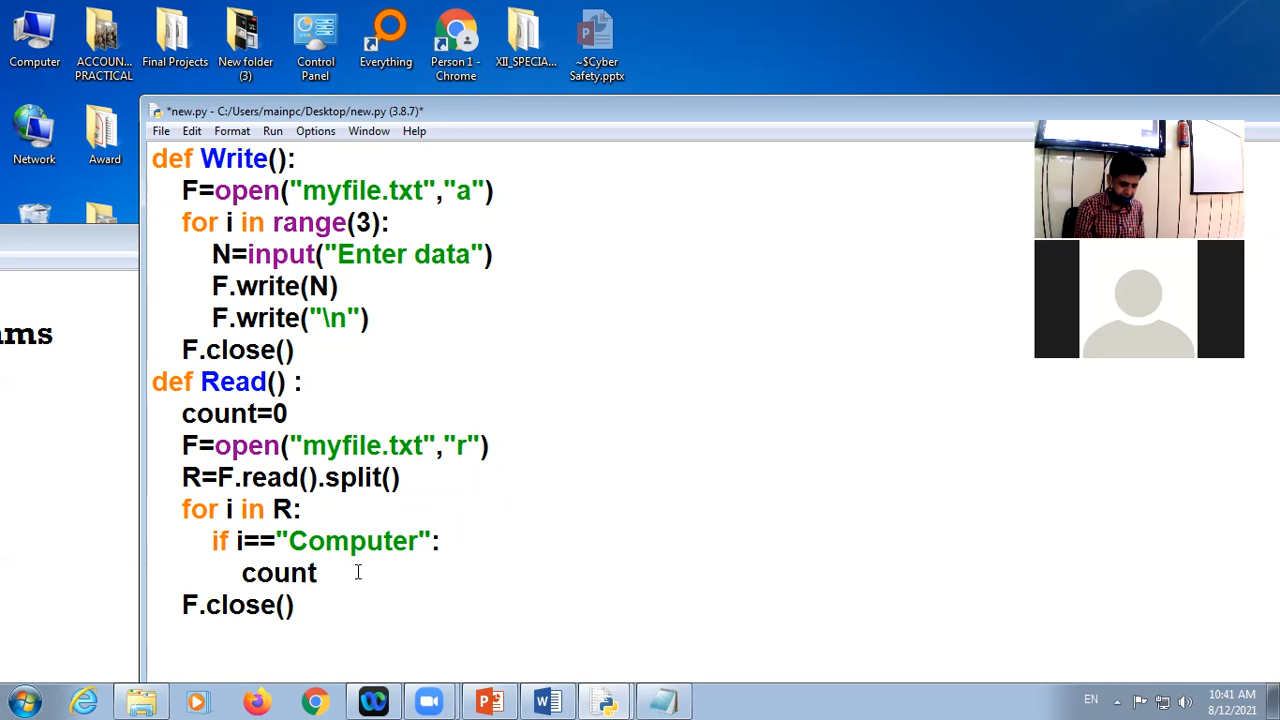 Computer
ACCOUN... PRACTICAL
Final Projects
New folder (3)
Control Panel
Everything
Person 1 - Chrome
XII_SPECIA...
~$Cyber Safety.pptx
Network
Award
ams
*new.py - C:/Users/mainpc/Desktop/new.py (3.8.7)*
File Edit Format Run Options Window Help
def Write():
    F=open("myfile.txt","a")
    for i in range(3):
        N=input("Enter data")
        F.write(N)
        F.write("\n")
    F.close()
def Read() :
    count=0
    F=open("myfile.txt","r")
    R=F.read().split()
    for i in R:
        if i=="Computer":
            count
    F.close()
EN
10:41 AM
8/12/2021